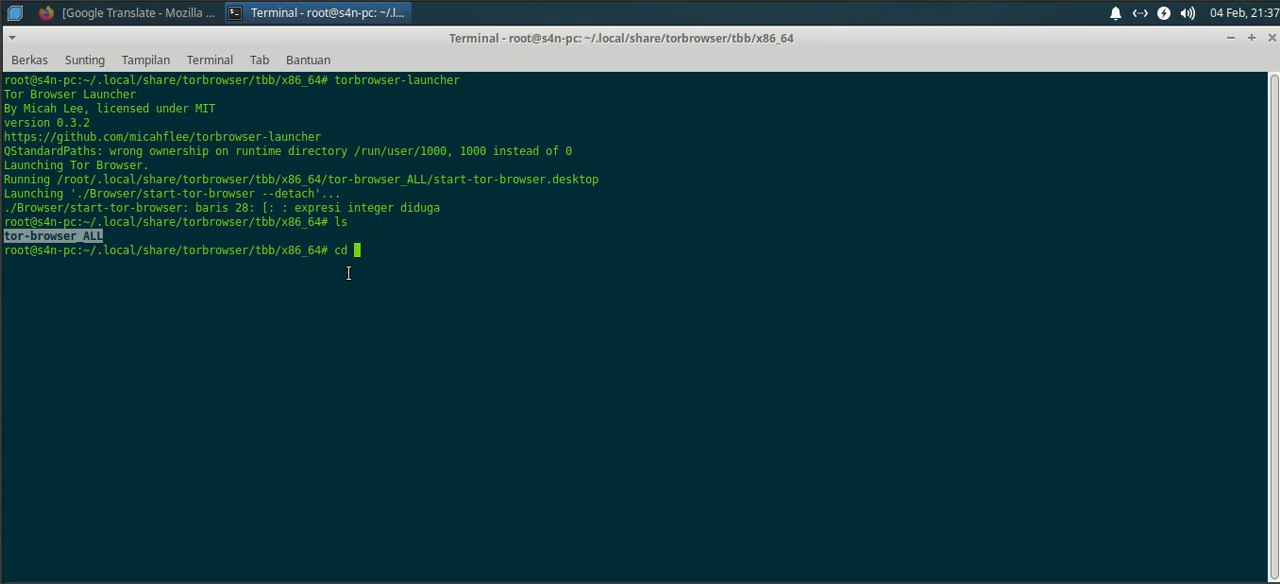 [Google Translate - Mozilla ...
Terminal - root@s4n-pc: ~/.l...
04 Feb, 21:37
Terminal - root@s4n-pc: ~/.local/share/torbrowser/tbb/x86_64
Berkas Sunting Tampilan Terminal Tab Bantuan
root@s4n-pc:~/.local/share/torbrowser/tbb/x86_64# torbrowser-launcher
Tor Browser Launcher
By Micah Lee, licensed under MIT
version 0.3.2
https://github.com/micahflee/torbrowser-launcher
QStandardPaths: wrong ownership on runtime directory /run/user/1000, 1000 instead of 0
Launching Tor Browser.
Running /root/.local/share/torbrowser/tbb/x86_64/tor-browser_ALL/start-tor-browser.desktop
Launching './Browser/start-tor-browser --detach'...
./Browser/start-tor-browser: baris 28: [: : expresi integer diduga
root@s4n-pc:~/.local/share/torbrowser/tbb/x86_64# ls
tor-browser_ALL
root@s4n-pc:~/.local/share/torbrowser/tbb/x86_64# cd